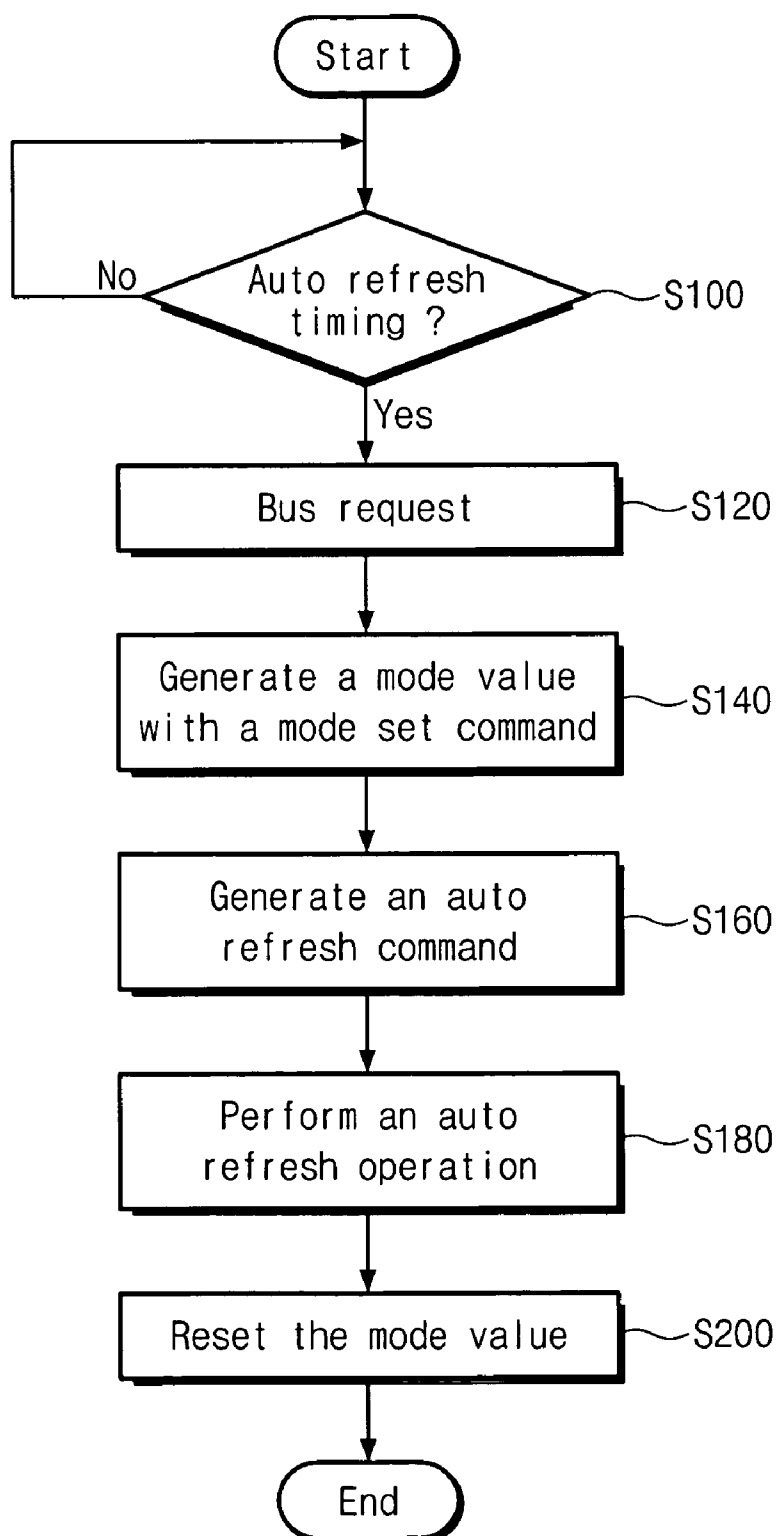 Start
No
Auto refresh
timing ?
S100
Yes
Bus request
S120
Generate a mode value
with a mode set command
S140
Generate an auto
refresh command
S160
Perform an auto
refresh operation
S180
Reset the mode value
S200
End